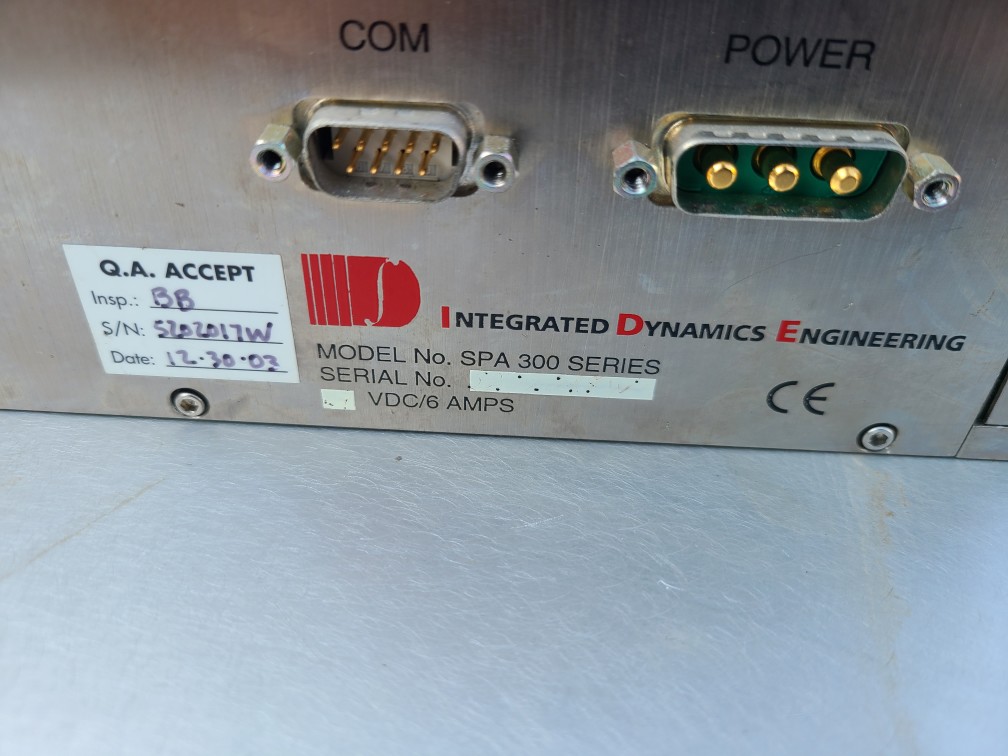 COM
POWER
Q.A. ACCEPT
Insp.: BB
S/N: S202017W
Date: 12.30.03
INTEGRATED DYNAMICS ENGINEERING
MODEL No. SPA 300 SERIES
SERIAL No.
VDC/6 AMPS
CE